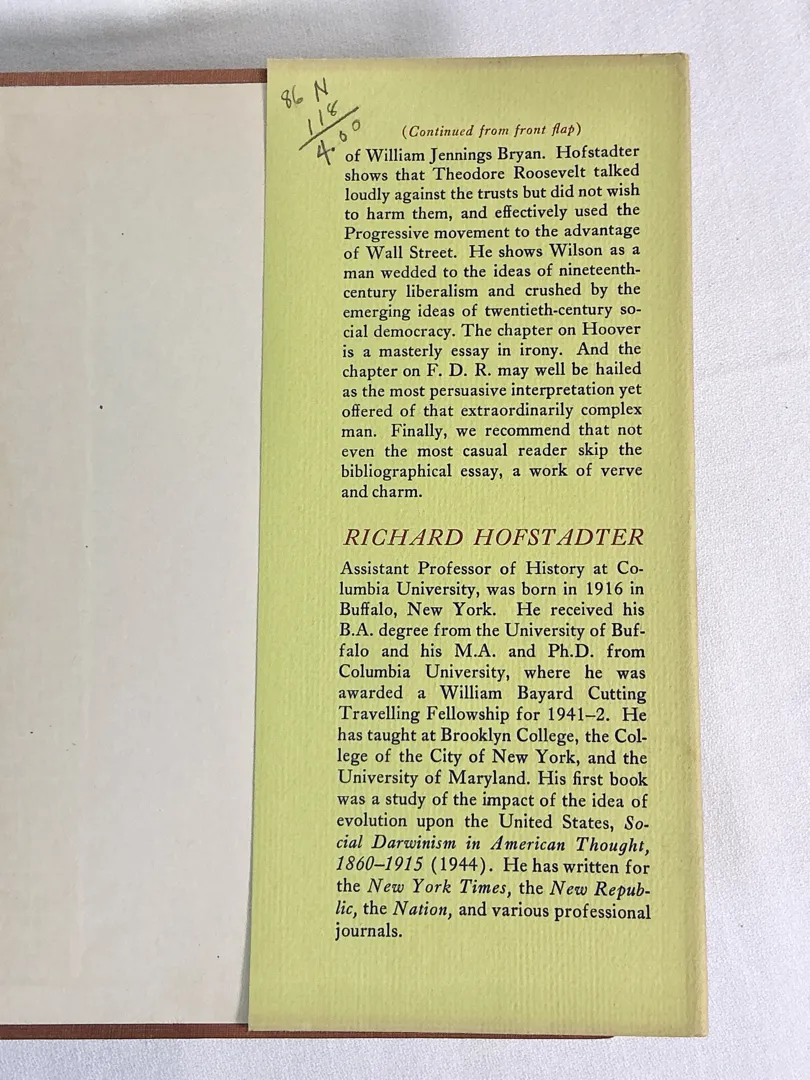 86 N
118
4.00
(Continued from front flap)
of William Jennings Bryan. Hofstadter
shows that Theodore Roosevelt talked
loudly against the trusts but did not wish
to harm them, and effectively used the
Progressive movement to the advantage
of Wall Street. He shows Wilson as a
man wedded to the ideas of nineteenth-
century liberalism and crushed by the
emerging ideas of twentieth-century so-
cial democracy. The chapter on Hoover
is a masterly essay in irony. And the
chapter on F. D. R. may well be hailed
as the most persuasive interpretation yet
offered of that extraordinarily complex
man. Finally, we recommend that not
even the most casual reader skip the
bibliographical essay, a work of verve
and charm.
RICHARD HOFSTADTER
Assistant Professor of History at Co-
lumbia University, was born in 1916 in
Buffalo, New York. He received his
B.A. degree from the University of Buf-
falo and his M.A. and Ph.D. from
Columbia University, where he was
awarded a William Bayard Cutting
Travelling Fellowship for 1941–2. He
has taught at Brooklyn College, the Col-
lege of the City of New York, and the
University of Maryland. His first book
was a study of the impact of the idea of
evolution upon the United States, So-
cial Darwinism in American Thought,
1860–1915 (1944). He has written for
the New York Times, the New Repub-
lic, the Nation, and various professional
journals.